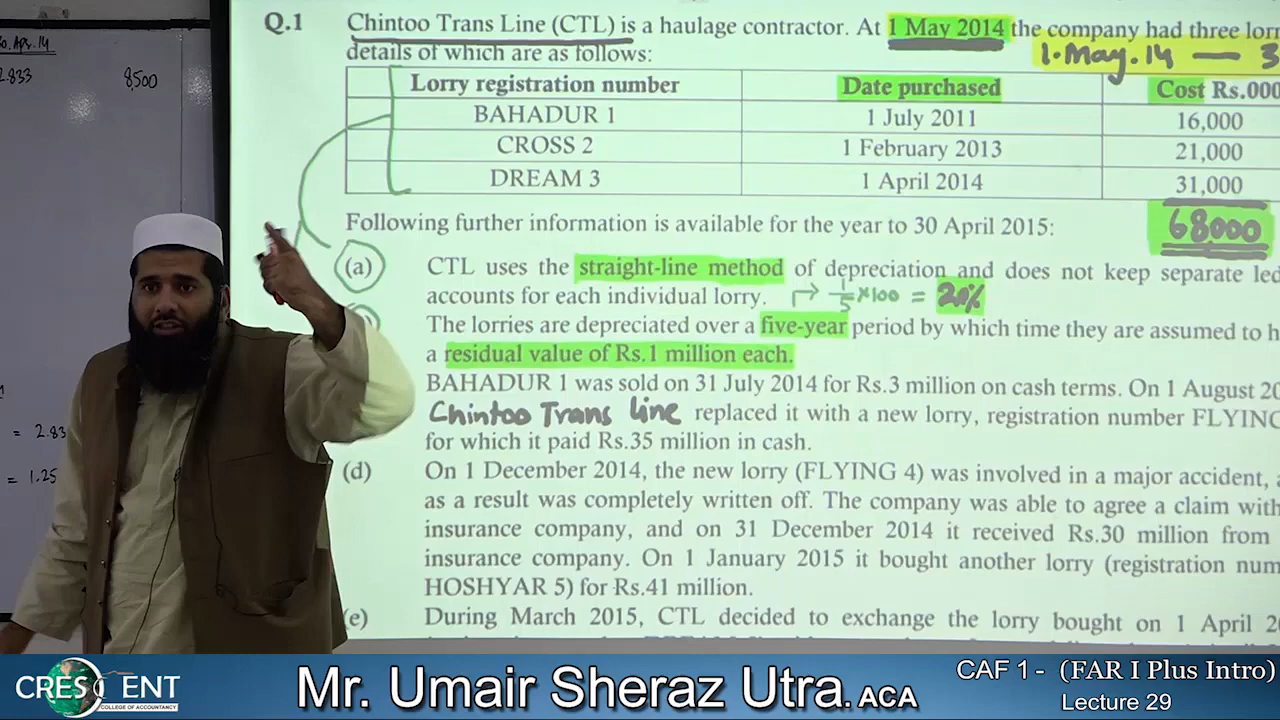 30.Apr.14
2.833 8,500
= 2.83
= 1.25
Q.1 Chintoo Trans Line (CTL) is a haulage contractor. At 1 May 2014 the company had three lorr
details of which are as follows:
1.May.14 — 3
Lorry registration number Date purchased Cost Rs.000
BAHADUR 1 1 July 2011 16,000
CROSS 2 1 February 2013 21,000
DREAM 3 1 April 2014 31,000
68000
Following further information is available for the year to 30 April 2015:
(a) CTL uses the straight-line method of depreciation and does not keep separate led
accounts for each individual lorry. → 1/5 × 100 = 20%
The lorries are depreciated over a five-year period by which time they are assumed to h
a residual value of Rs.1 million each.
BAHADUR 1 was sold on 31 July 2014 for Rs.3 million on cash terms. On 1 August 20
Chintoo Trans line replaced it with a new lorry, registration number FLYING
for which it paid Rs.35 million in cash.
(d) On 1 December 2014, the new lorry (FLYING 4) was involved in a major accident, a
as a result was completely written off. The company was able to agree a claim with
insurance company, and on 31 December 2014 it received Rs.30 million from
insurance company. On 1 January 2015 it bought another lorry (registration num
HOSHYAR 5) for Rs.41 million.
(e) During March 2015, CTL decided to exchange the lorry bought on 1 April 2
CRESCENT
COLLEGE OF ACCOUNTANCY
Mr. Umair Sheraz Utra. ACA
CAF 1 - (FAR I Plus Intro)
Lecture 29